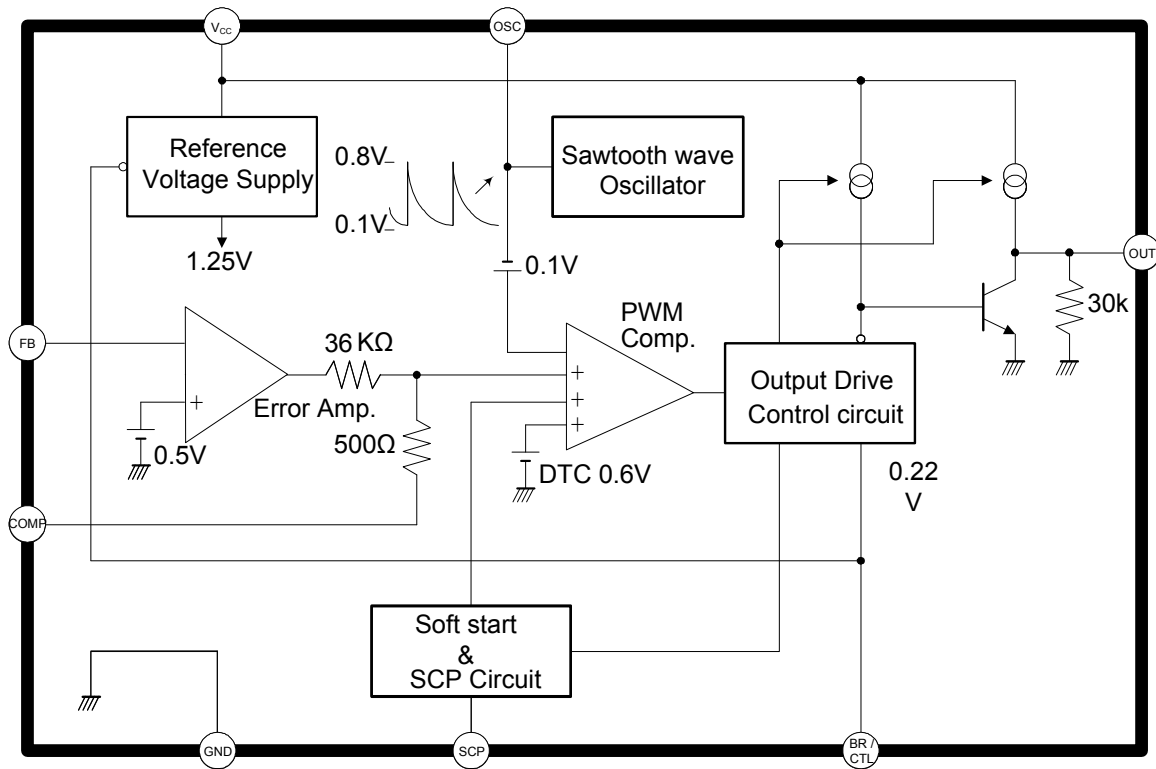 VCC
OSC
Reference
Voltage Supply
0.8V
0.1V
Sawtooth wave
Oscillator
1.25V
0.1V
OUT
30k
PWM
Comp.
FB
36 KΩ
+
Error Amp.
0.5V
500Ω
+
+
+
DTC 0.6V
Output Drive
Control circuit
0.22
V
COMP
Soft start
&
SCP Circuit
GND
SCP
BR /
CTL